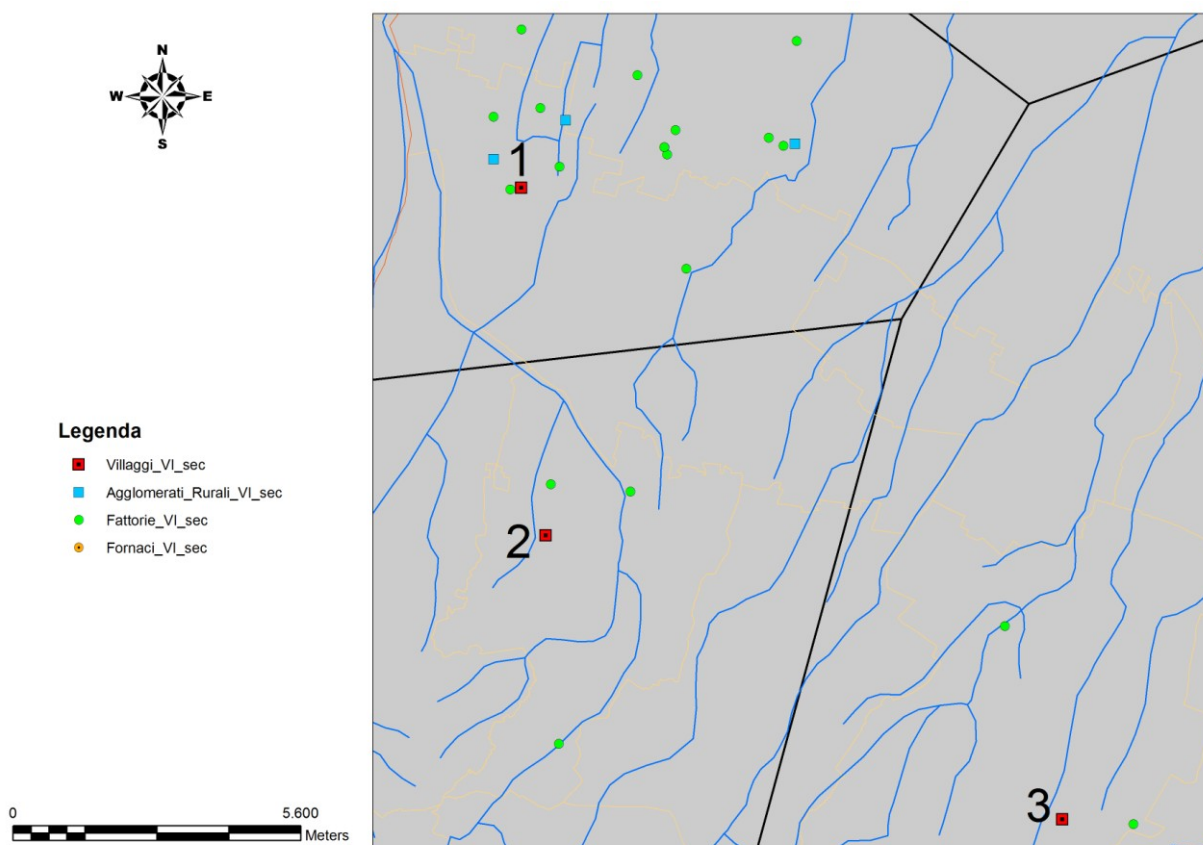 N
W E
S
1
2
3
Legenda
Villaggi_VI_sec
Agglomerati_Rurali_VI_sec
Fattorie_VI_sec
Fornaci_VI_sec
0 5.600
Meters